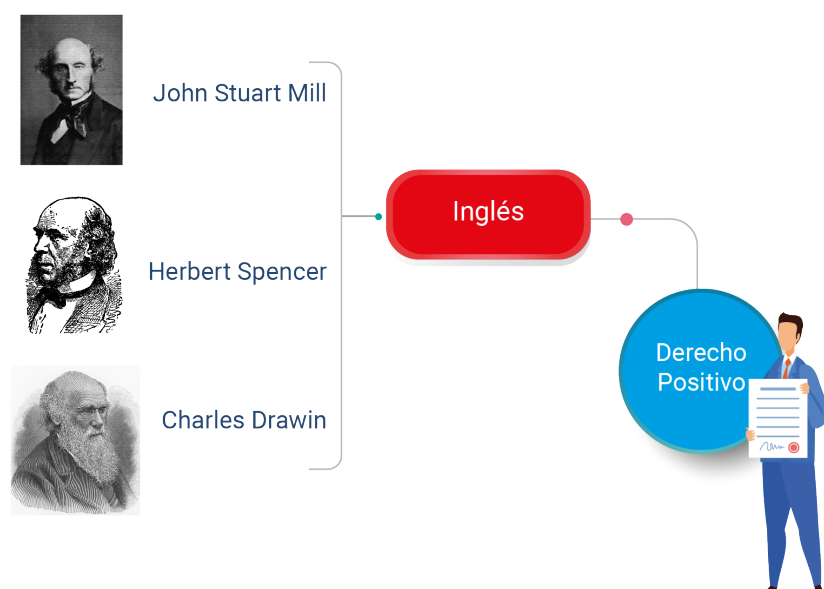 John Stuart Mill
Inglés
Herbert Spencer
Derecho
Positivo
Charles Drawin